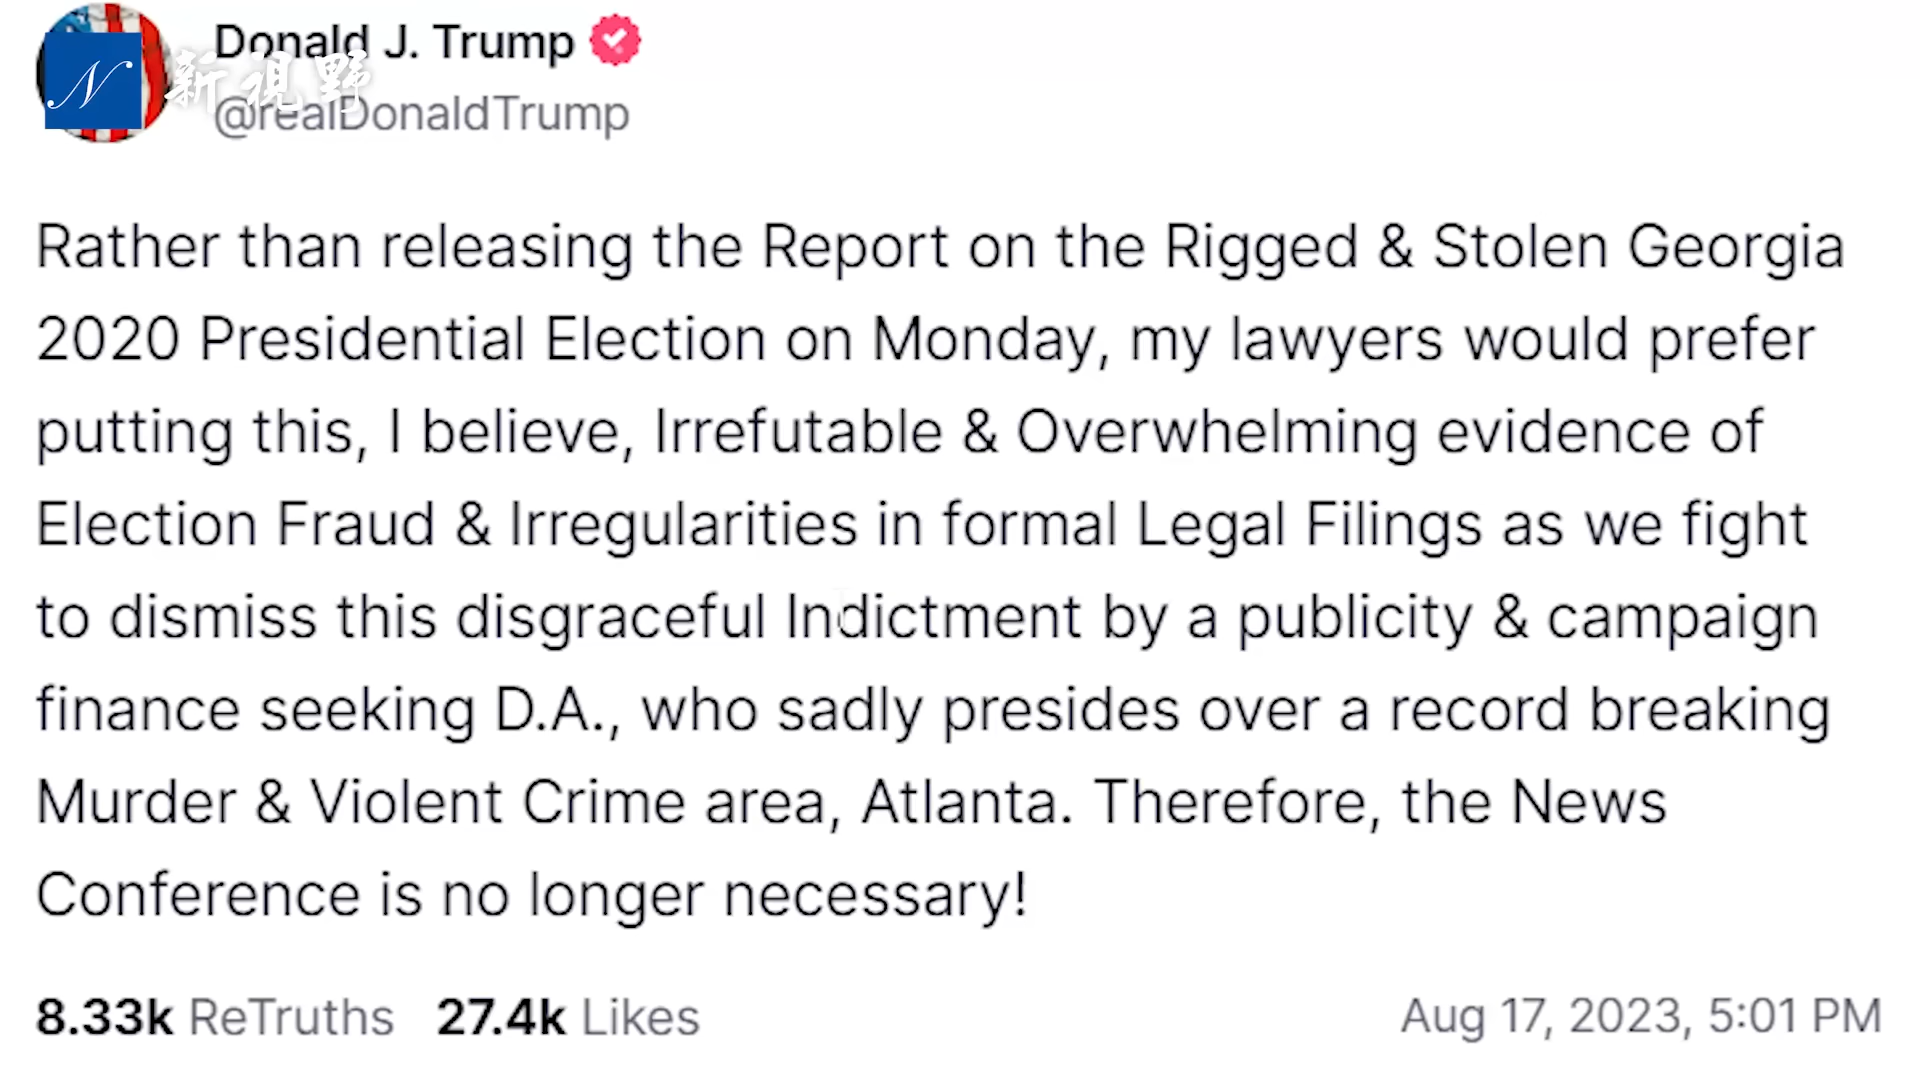 Donald J. Trump
N 新視野
@realDonaldTrump
Rather than releasing the Report on the Rigged & Stolen Georgia
2020 Presidential Election on Monday, my lawyers would prefer
putting this, I believe, Irrefutable & Overwhelming evidence of
Election Fraud & Irregularities in formal Legal Filings as we fight
to dismiss this disgraceful Indictment by a publicity & campaign
finance seeking D.A., who sadly presides over a record breaking
Murder & Violent Crime area, Atlanta. Therefore, the News
Conference is no longer necessary!
8.33k ReTruths 27.4k Likes Aug 17, 2023, 5:01 PM